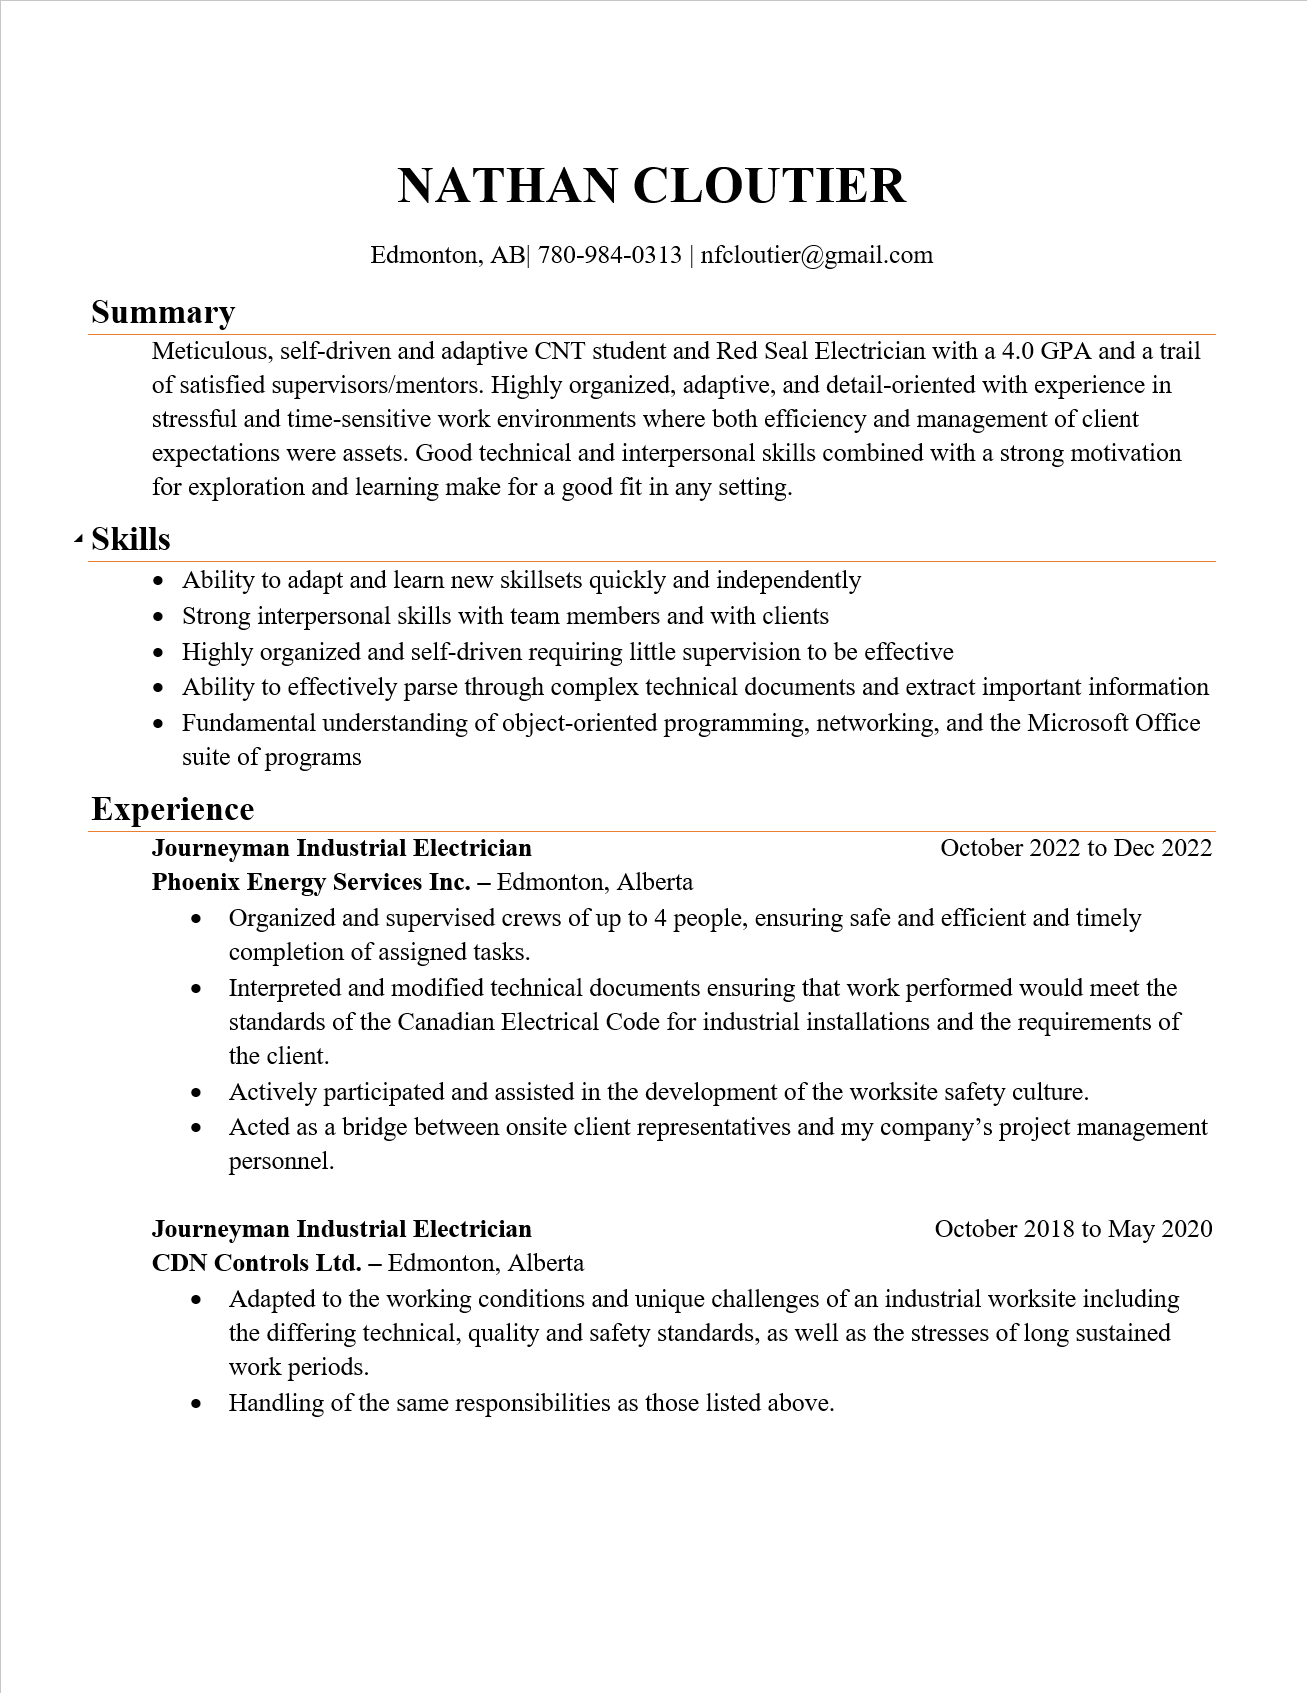 NATHAN CLOUTIER
Edmonton, AB| 780-984-0313 | nfcloutier@gmail.com
Summary
Meticulous, self-driven and adaptive CNT student and Red Seal Electrician with a 4.0 GPA and a trail
of satisfied supervisors/mentors. Highly organized, adaptive, and detail-oriented with experience in
stressful and time-sensitive work environments where both efficiency and management of client
expectations were assets. Good technical and interpersonal skills combined with a strong motivation
for exploration and learning make for a good fit in any setting.
Skills
• Ability to adapt and learn new skillsets quickly and independently
• Strong interpersonal skills with team members and with clients
• Highly organized and self-driven requiring little supervision to be effective
• Ability to effectively parse through complex technical documents and extract important information
• Fundamental understanding of object-oriented programming, networking, and the Microsoft Office
suite of programs
Experience
Journeyman Industrial Electrician October 2022 to Dec 2022
Phoenix Energy Services Inc. – Edmonton, Alberta
• Organized and supervised crews of up to 4 people, ensuring safe and efficient and timely
completion of assigned tasks.
• Interpreted and modified technical documents ensuring that work performed would meet the
standards of the Canadian Electrical Code for industrial installations and the requirements of
the client.
• Actively participated and assisted in the development of the worksite safety culture.
• Acted as a bridge between onsite client representatives and my company’s project management
personnel.
Journeyman Industrial Electrician October 2018 to May 2020
CDN Controls Ltd. – Edmonton, Alberta
• Adapted to the working conditions and unique challenges of an industrial worksite including
the differing technical, quality and safety standards, as well as the stresses of long sustained
work periods.
• Handling of the same responsibilities as those listed above.